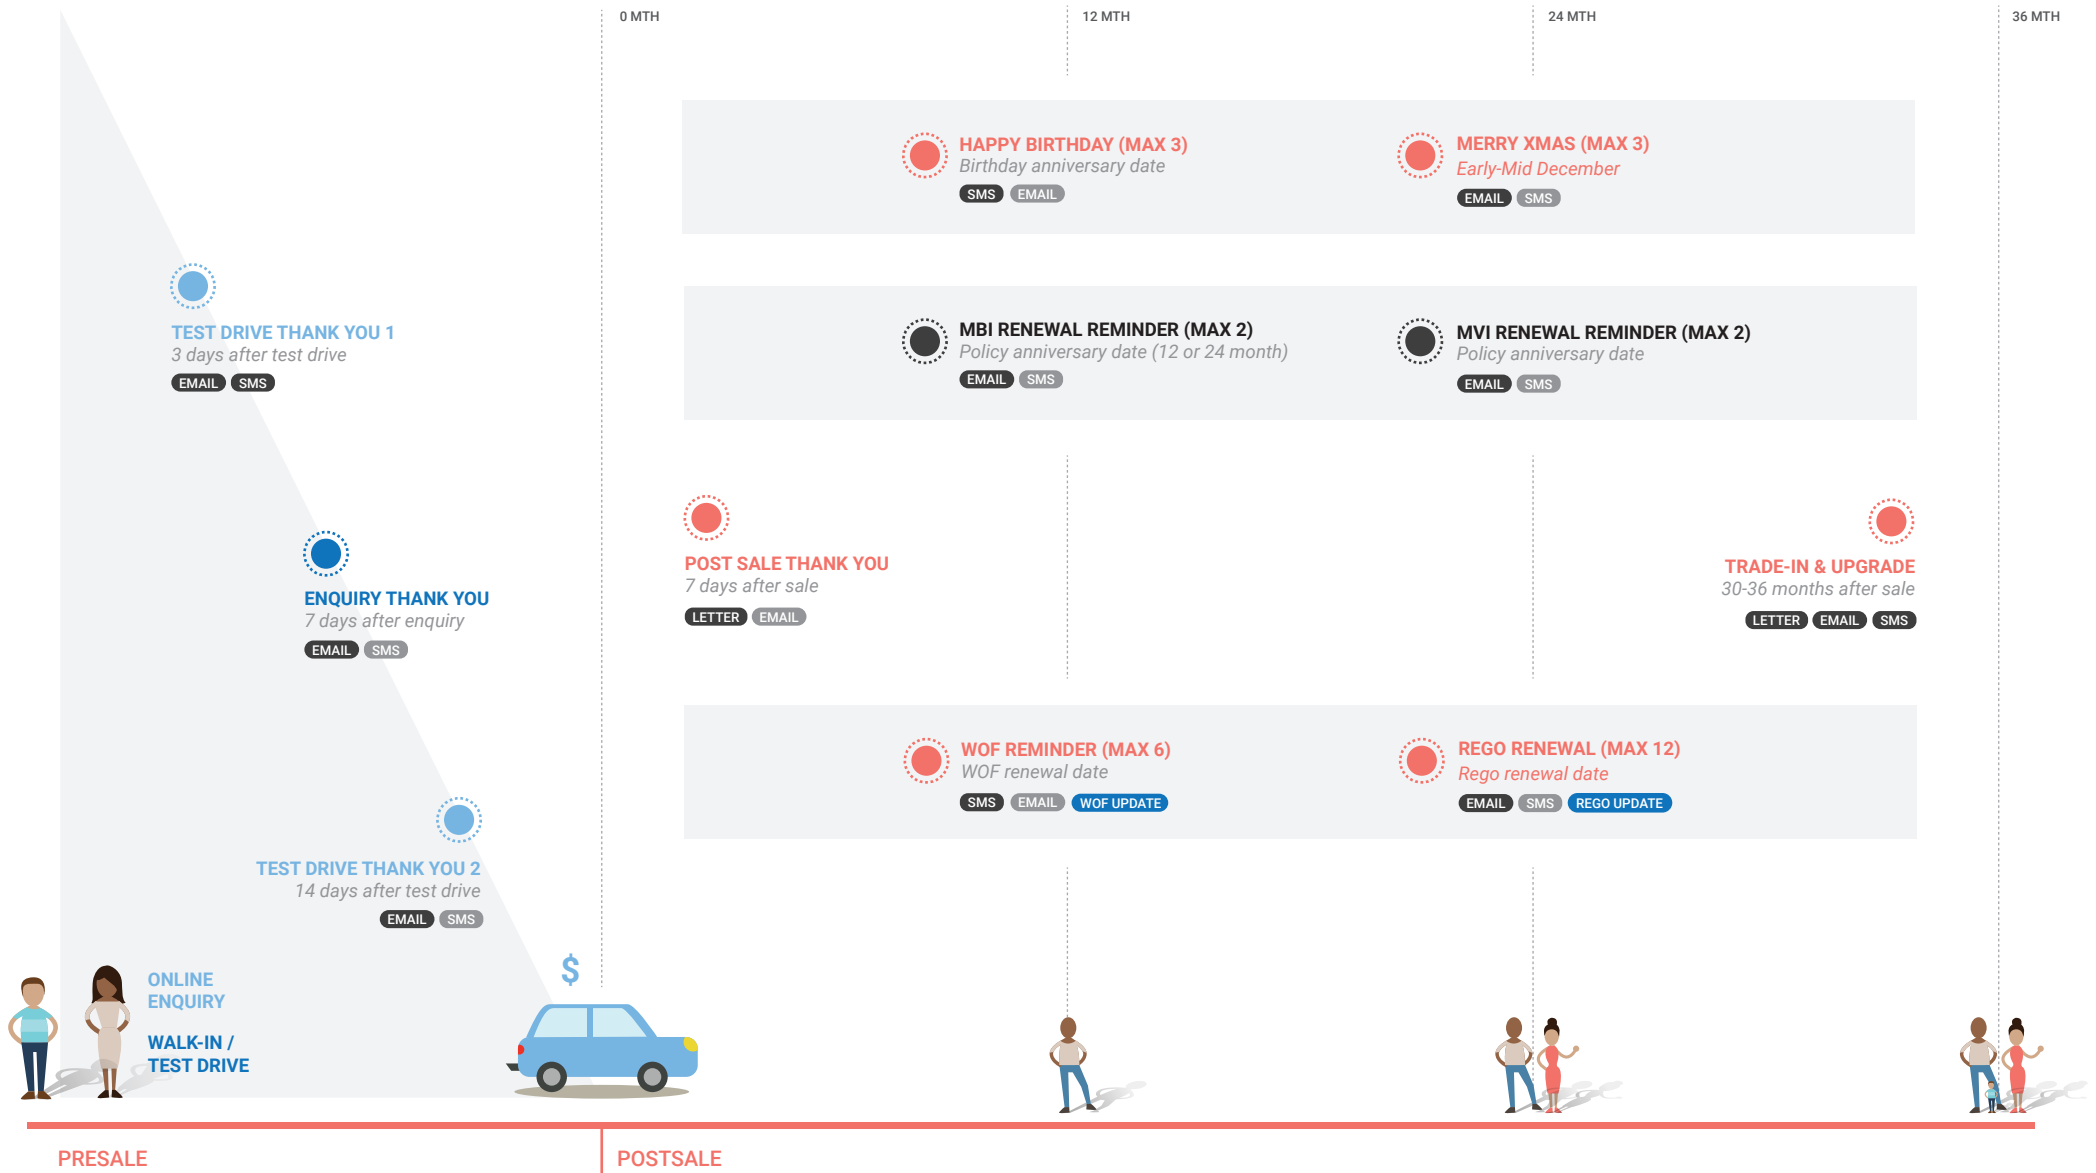 0 MTH
12 MTH
24 MTH
36 MTH
HAPPY BIRTHDAY (MAX 3)
Birthday anniversary date
SMS EMAIL
MERRY XMAS (MAX 3)
Early-Mid December
EMAIL SMS
TEST DRIVE THANK YOU 1
3 days after test drive
EMAIL SMS
MBI RENEWAL REMINDER (MAX 2)
Policy anniversary date (12 or 24 month)
EMAIL SMS
MVI RENEWAL REMINDER (MAX 2)
Policy anniversary date
EMAIL SMS
ENQUIRY THANK YOU
7 days after enquiry
EMAIL SMS
POST SALE THANK YOU
7 days after sale
LETTER EMAIL
TRADE-IN & UPGRADE
30-36 months after sale
LETTER EMAIL SMS
WOF REMINDER (MAX 6)
WOF renewal date
SMS EMAIL WOF UPDATE
REGO RENEWAL (MAX 12)
Rego renewal date
EMAIL SMS REGO UPDATE
TEST DRIVE THANK YOU 2
14 days after test drive
EMAIL SMS
ONLINE
ENQUIRY
WALK-IN /
TEST DRIVE
$
PRESALE
POSTSALE